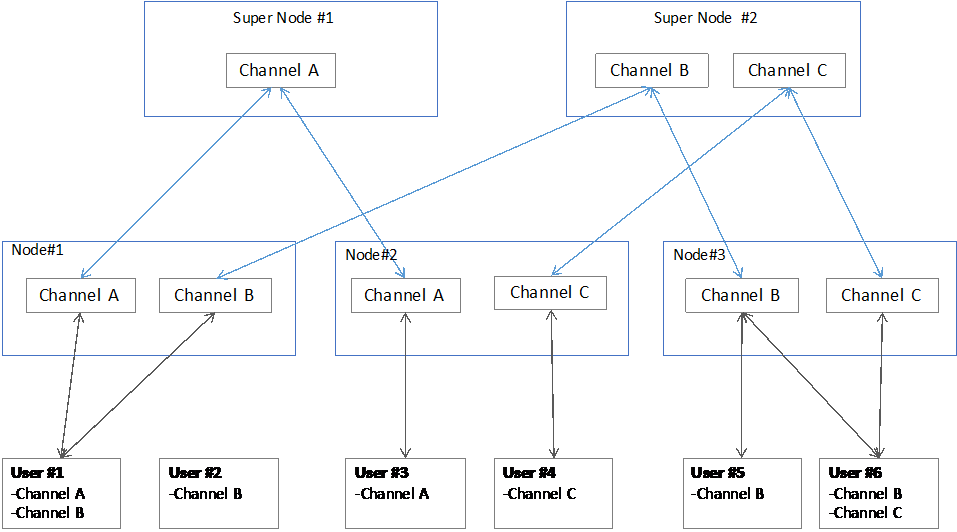 Super Node #1
Super Node #2
Channel A
Channel B
Channel C
Node#1
Node#2
Node#3
Channel A
Channel B
Channel A
Channel C
Channel B
Channel C
User #1
-Channel A
-Channel B
User #2
-Channel B
User #3
-Channel A
User #4
-Channel C
User #5
-Channel B
User #6
-Channel B
-Channel C